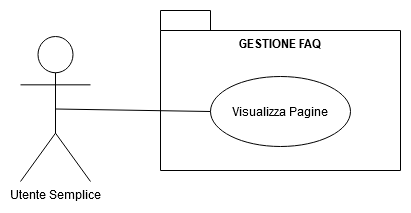 GESTIONE FAQ
Visualizza Pagine
Utente Semplice